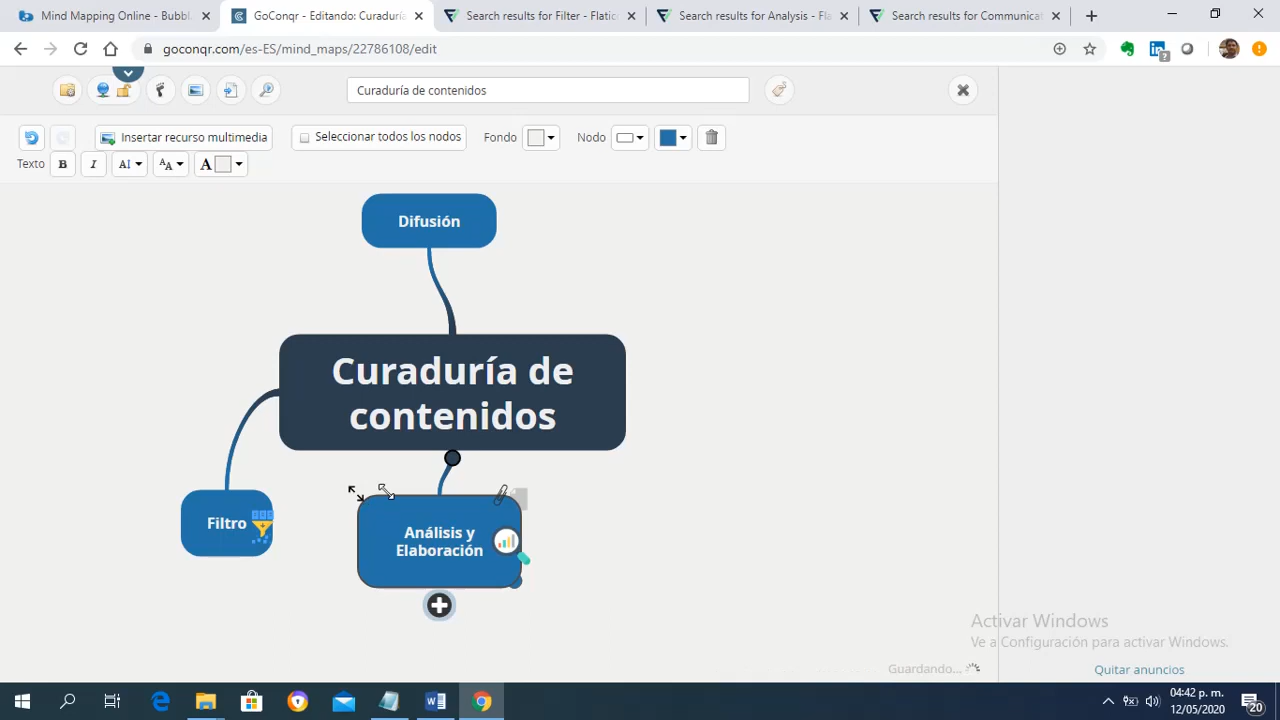 Mind Mapping Online - Bubbl
GoConqr - Editando: Curaduría
Search results for Filter - Flatic
Search results for Analysis - Fla
Search results for Communicat
goconqr.com/es-ES/mind_maps/22786108/edit
Curaduría de contenidos
Insertar recurso multimedia
Seleccionar todos los nodos
Fondo
Nodo
Texto
B
I
AI
AA
A
Difusión
Curaduría de
contenidos
Filtro
Análisis y
Elaboración
Activar Windows
Ve a Configuración para activar Windows.
Guardando...
Quitar anuncios
04:42 p. m.
12/05/2020
20